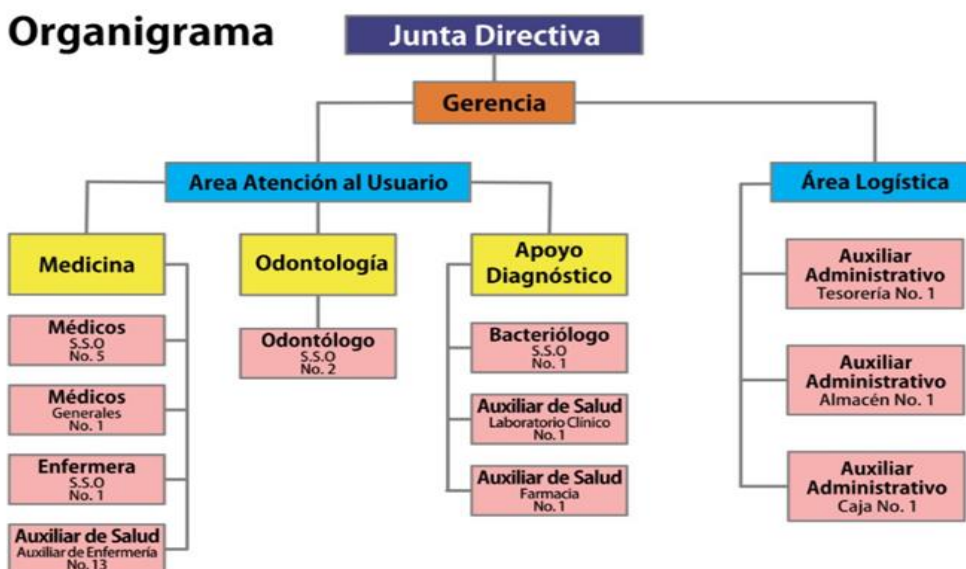 Organigrama
Junta Directiva
Gerencia
Area Atención al Usuario
Área Logística
Medicina
Odontología
Apoyo
Diagnóstico
Médicos
S.S.O
No. 5
Médicos
Generales
No. 1
Enfermera
S.S.O
No. 1
Auxiliar de Salud
Auxiliar de Enfermería
No. 13
Odontólogo
S.S.O
No. 2
Bacteriólogo
S.S.O
No. 1
Auxiliar de Salud
Laboratorio Clínico
No. 1
Auxiliar de Salud
Farmacia
No. 1
Auxiliar
Administrativo
Tesorería No. 1
Auxiliar
Administrativo
Almacén No. 1
Auxiliar
Administrativo
Caja No. 1